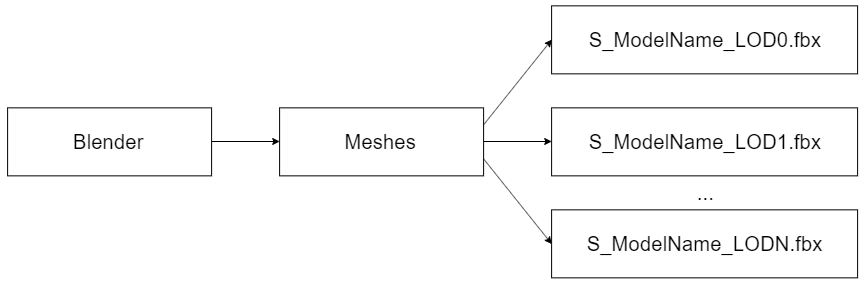 S_ModelName_LOD0.fbx
Blender
Meshes
S_ModelName_LOD1.fbx
...
S_ModelName_LODN.fbx